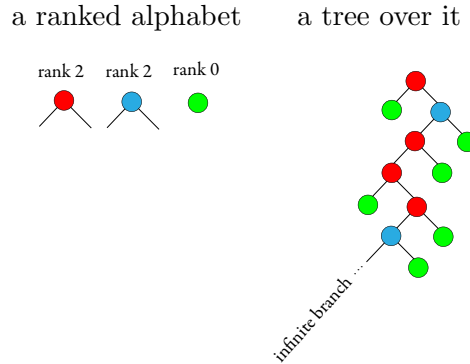 a ranked alphabet
a tree over it
rank 2
rank 2
rank 0
infinite branch ...